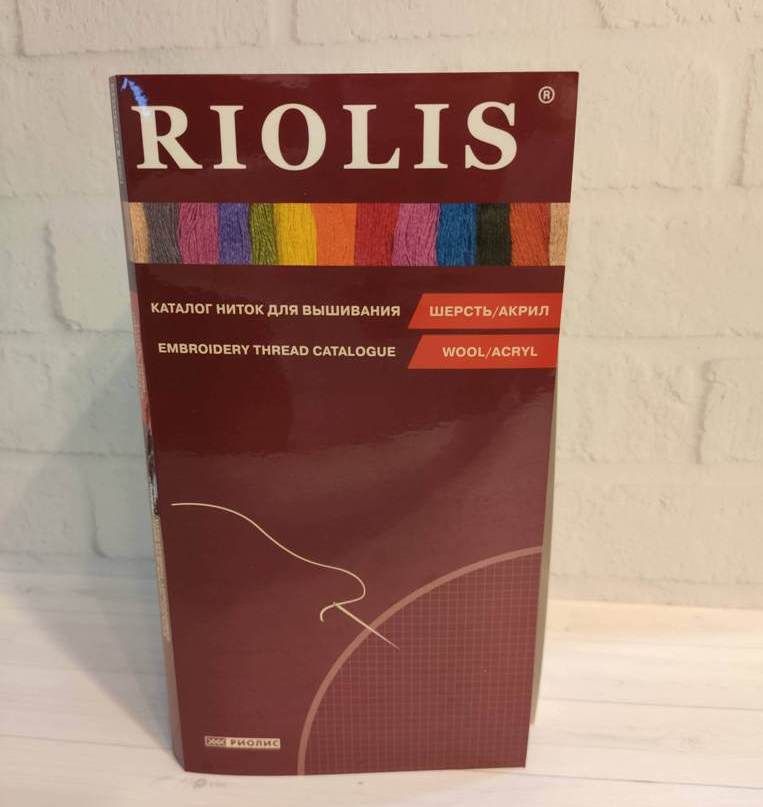 RIOLIS ®
КАТАЛОГ НИТОК ДЛЯ ВЫШИВАНИЯ ШЕРСТЬ/АКРИЛ
EMBROIDERY THREAD CATALOGUE WOOL/ACRYL
РИОЛИС